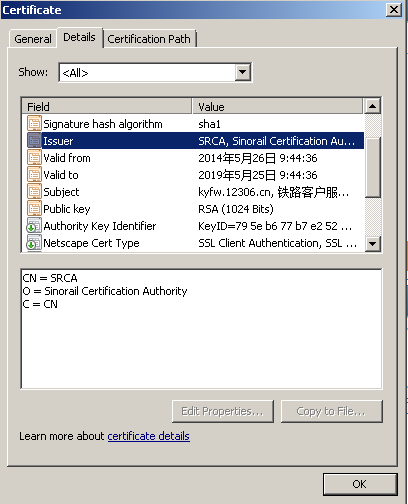 Certificate
General Details Certification Path
Show: <All>
Field Value
Signature hash algorithm sha1
Issuer SRCA, Sinorail Certification Au...
Valid from 2014年5月26日 9:44:36
Valid to 2019年5月25日 9:44:36
Subject kyfw.12306.cn, 铁路客户服...
Public key RSA (1024 Bits)
Authority Key Identifier KeyID=79 5e b6 77 b7 e2 52 ...
Netscape Cert Type SSL Client Authentication, SS...
CN = SRCA
O = Sinorail Certification Authority
C = CN
Edit Properties... Copy to File...
Learn more about certificate details
OK